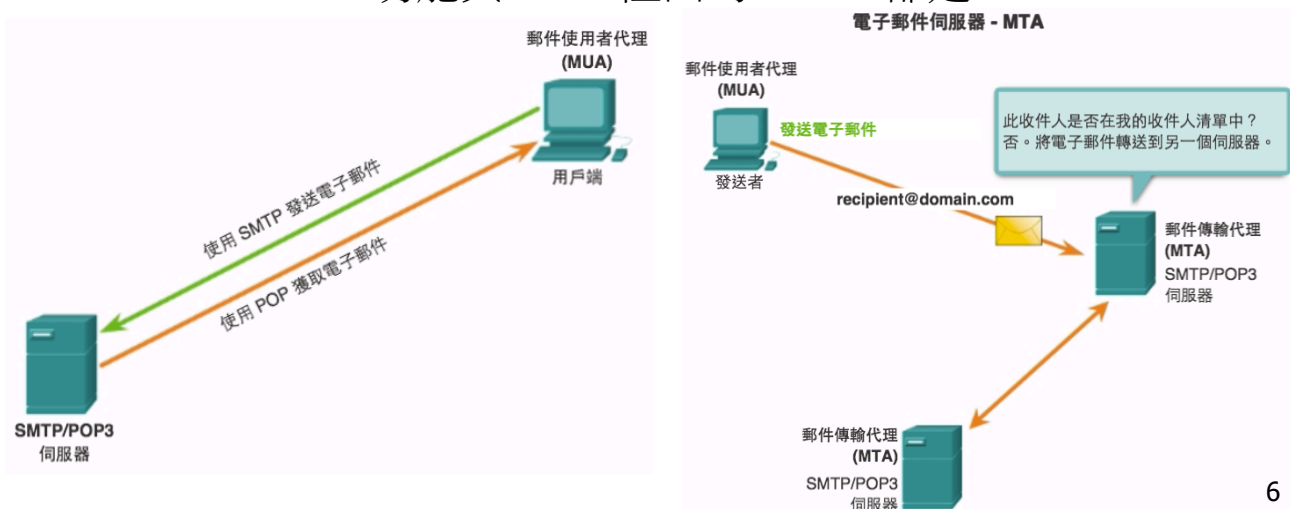 電子郵件伺服器 - MTA
郵件使用者代理
(MUA)
用戶端
使用 SMTP 發送電子郵件
使用 POP 獲取電子郵件
SMTP/POP3
伺服器
郵件使用者代理
(MUA)
發送電子郵件
發送者
recipient@domain.com
此收件人是否在我的收件人清單中？
否。將電子郵件轉送到另一個伺服器。
郵件傳輸代理
(MTA)
SMTP/POP3
伺服器
郵件傳輸代理
(MTA)
SMTP/POP3
伺服器
6